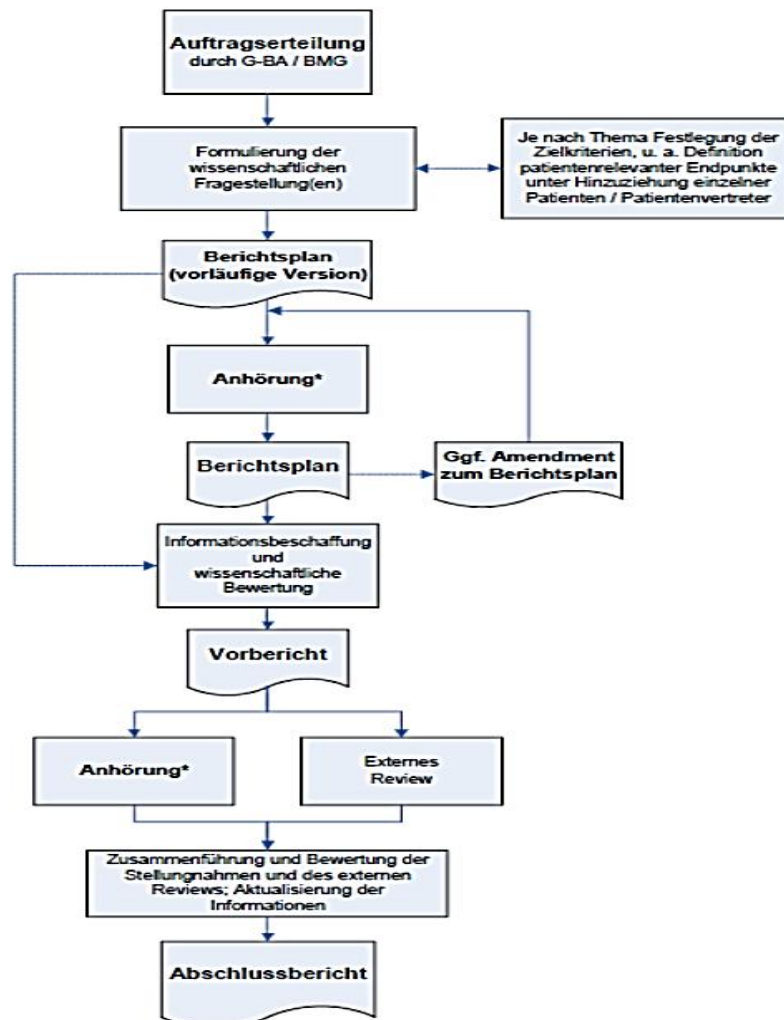 Auftragserteilung
durch G-BA / BMG
Formulierung der
wissenschaftlichen
Fragestellung(en)
Je nach Thema Festlegung der
Zielkriterien, u. a. Definition
patientenrelevanter Endpunkte
unter Hinzuziehung einzelner
Patienten / Patientenvertreter
Berichtsplan
(vorläufige Version)
Anhörung*
Berichtsplan
Ggf. Amendment
zum Berichtsplan
Informationsbeschaffung
und
wissenschaftliche
Bewertung
Vorbericht
Anhörung*
Externes
Review
Zusammenführung und Bewertung der
Stellungnahmen und des externen
Reviews; Aktualisierung der
Informationen
Abschlussbericht